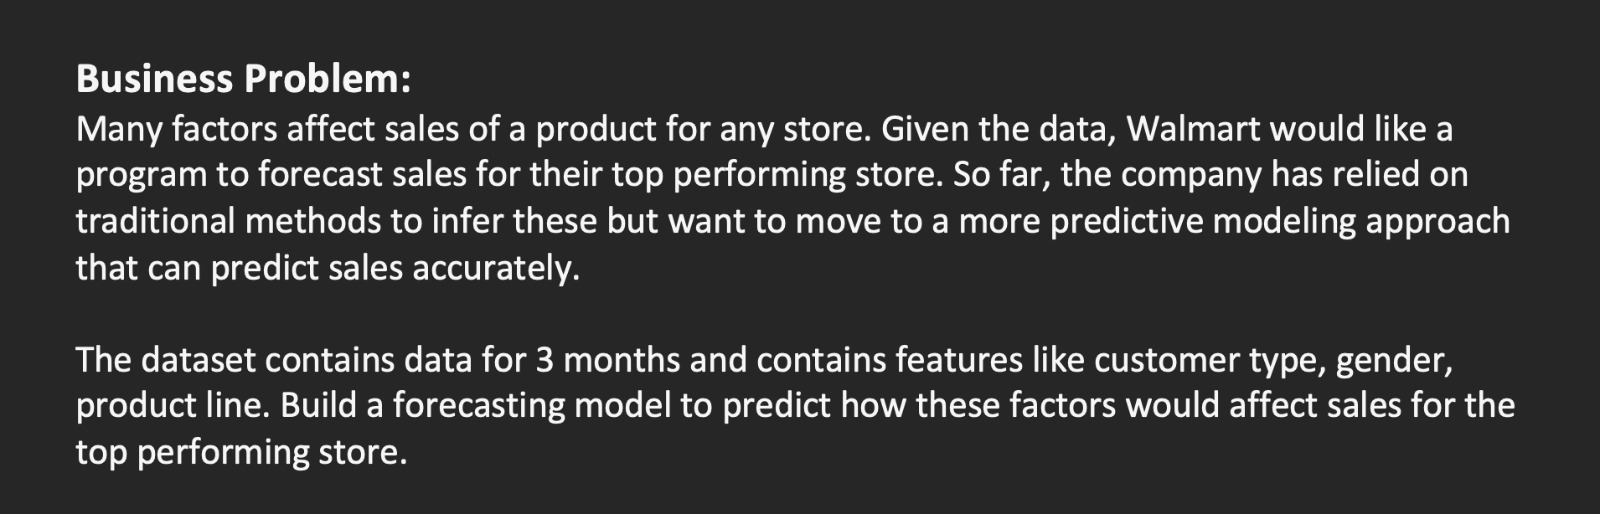 Business Problem:
Many factors affect sales of a product for any store. Given the data, Walmart would like a
program to forecast sales for their top performing store. So far, the company has relied on
traditional methods to infer these but want to move to a more predictive modeling approach
that can predict sales accurately.
The dataset contains data for 3 months and contains features like customer type, gender,
product line. Build a forecasting model to predict how these factors would affect sales for the
top performing store.